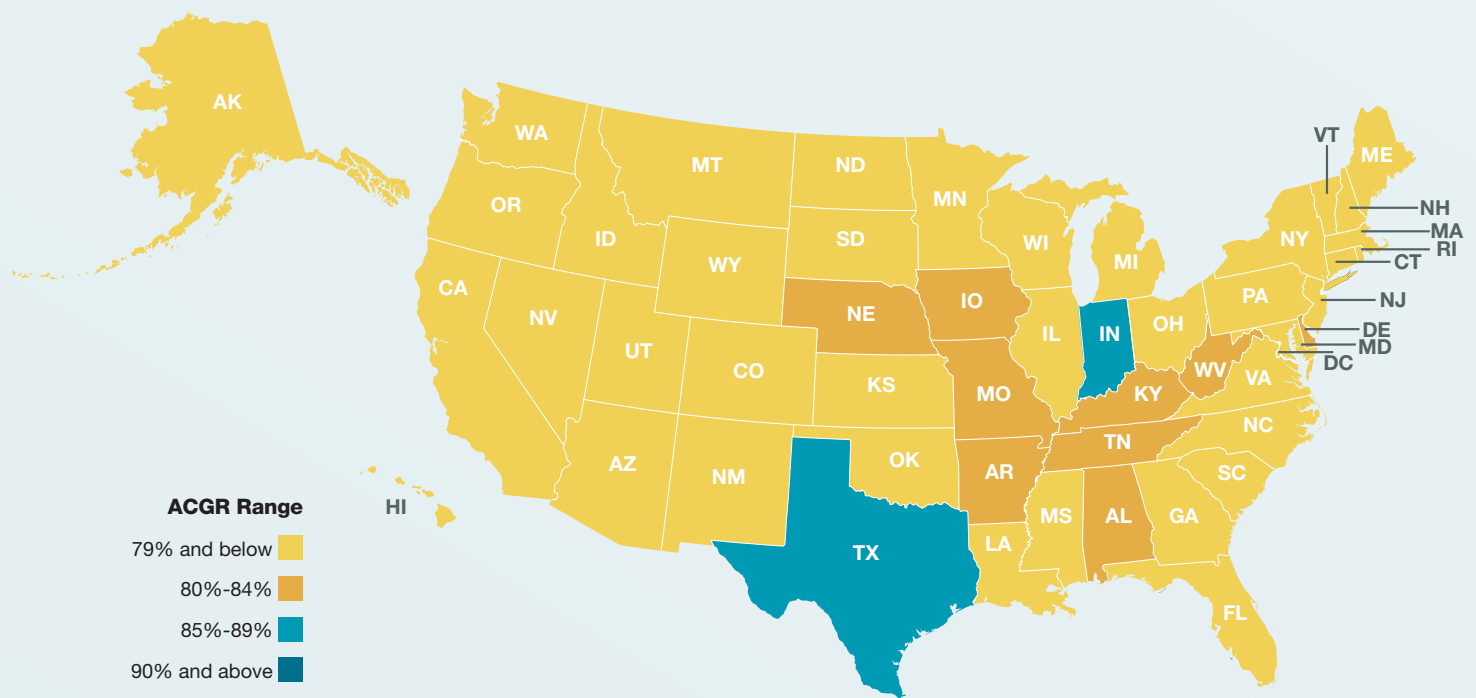 AK
WA
MT
ND
MN
VT
ME
OR
ID
WY
SD
WI
MI
NY
NH
MA
RI
CT
CA
NV
UT
CO
NE
IO
IL
IN
OH
PA
NJ
DE
MD
DC
KS
MO
KY
WV
VA
AZ
NM
OK
AR
TN
NC
SC
TX
LA
MS
AL
GA
FL
HI
ACGR Range
79% and below
80%-84%
85%-89%
90% and above